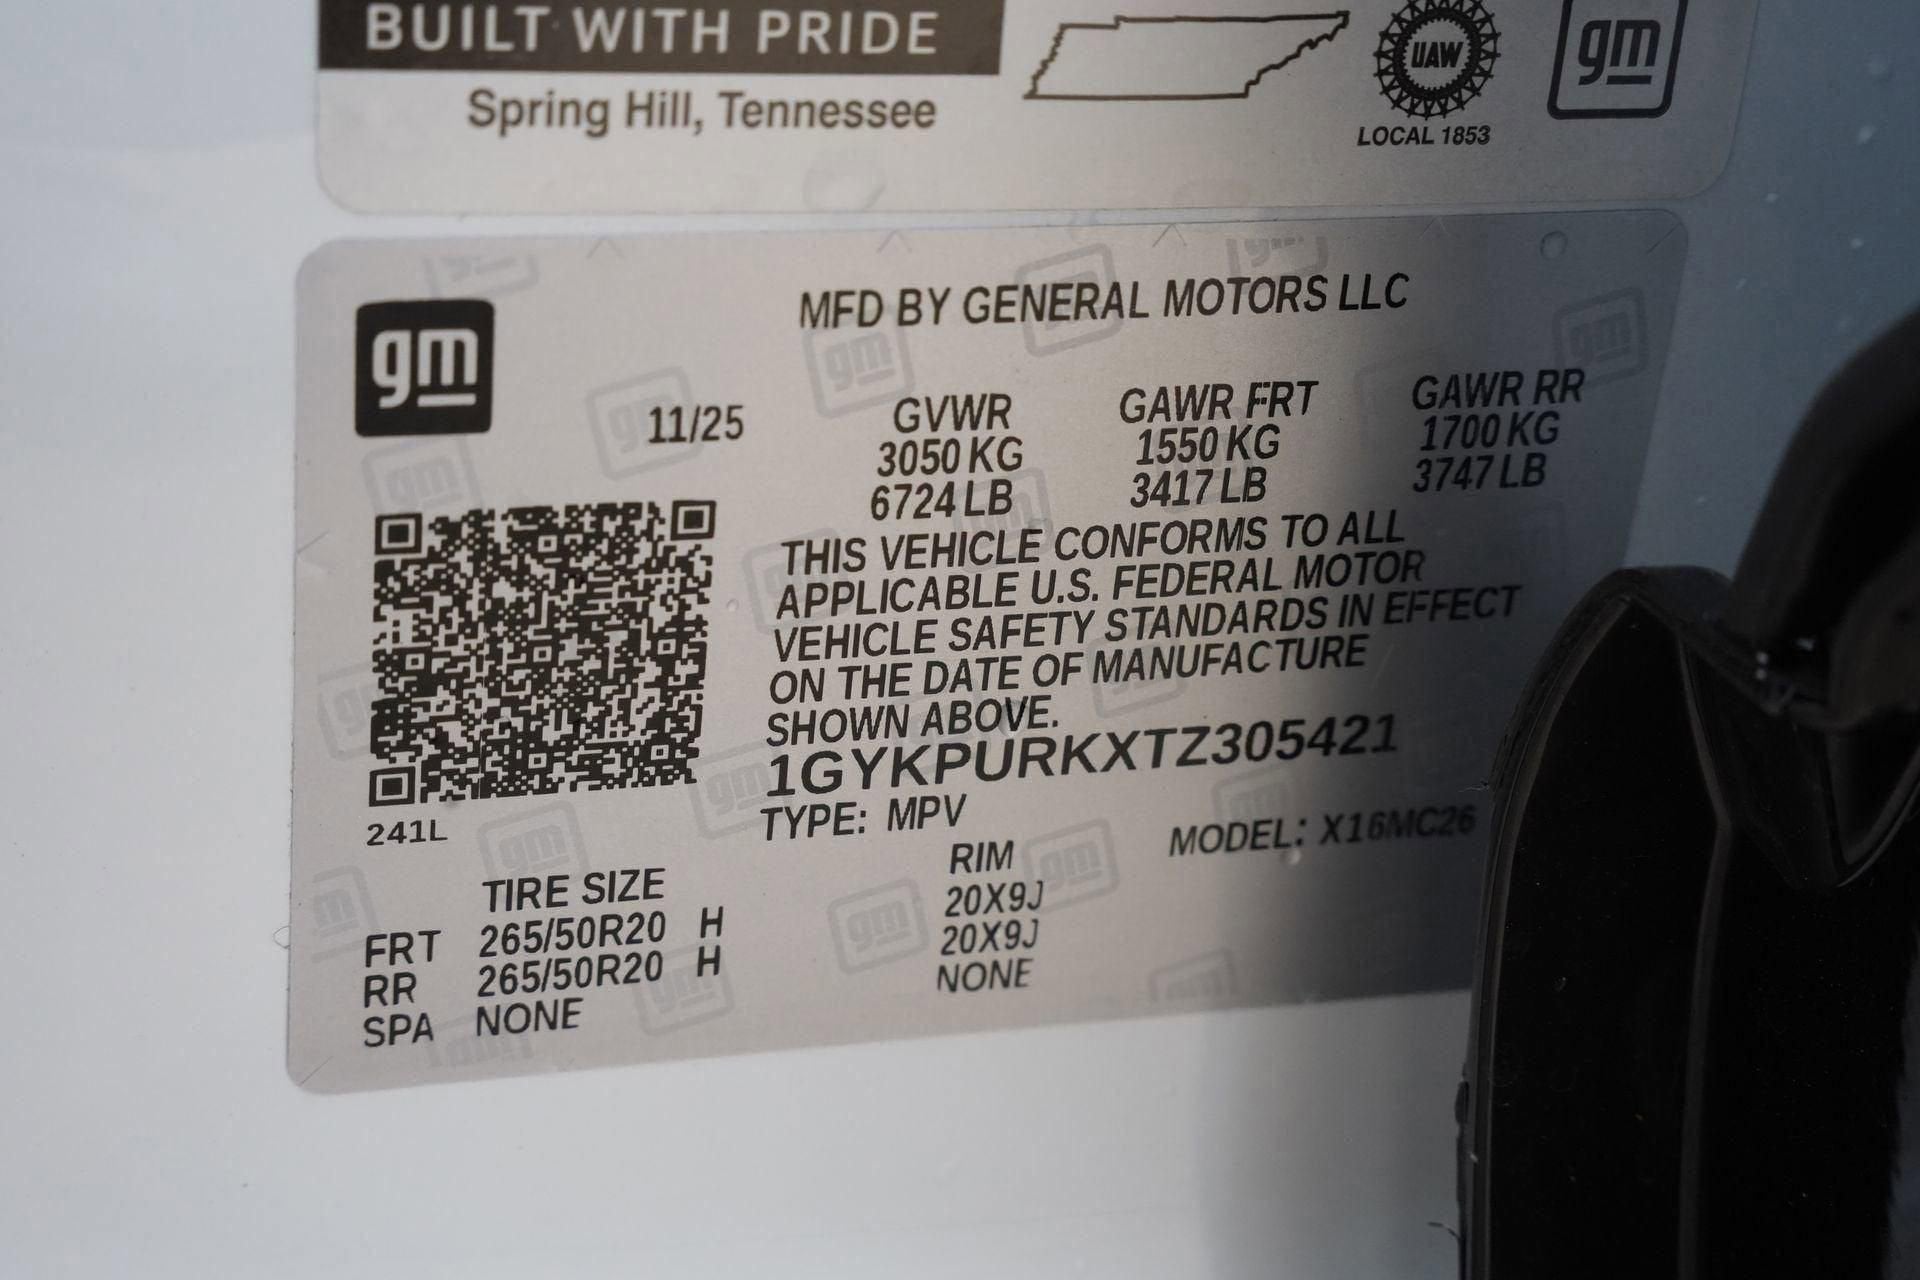 BUILT WITH PRIDE
Spring Hill, Tennessee
UAW
LOCAL 1853
gm
gm
MFD BY GENERAL MOTORS LLC
11/25
GVWR GAWR FRT GAWR RR
3050 KG 1550 KG 1700 KG
6724 LB 3417 LB 3747 LB
THIS VEHICLE CONFORMS TO ALL
APPLICABLE U.S. FEDERAL MOTOR
VEHICLE SAFETY STANDARDS IN EFFECT
ON THE DATE OF MANUFACTURE
SHOWN ABOVE.
1GYKPURKXTZ305421
TYPE: MPV MODEL: X16MC26
241L
TIRE SIZE RIM
FRT 265/50R20 H 20X9J
RR 265/50R20 H 20X9J
SPA NONE NONE